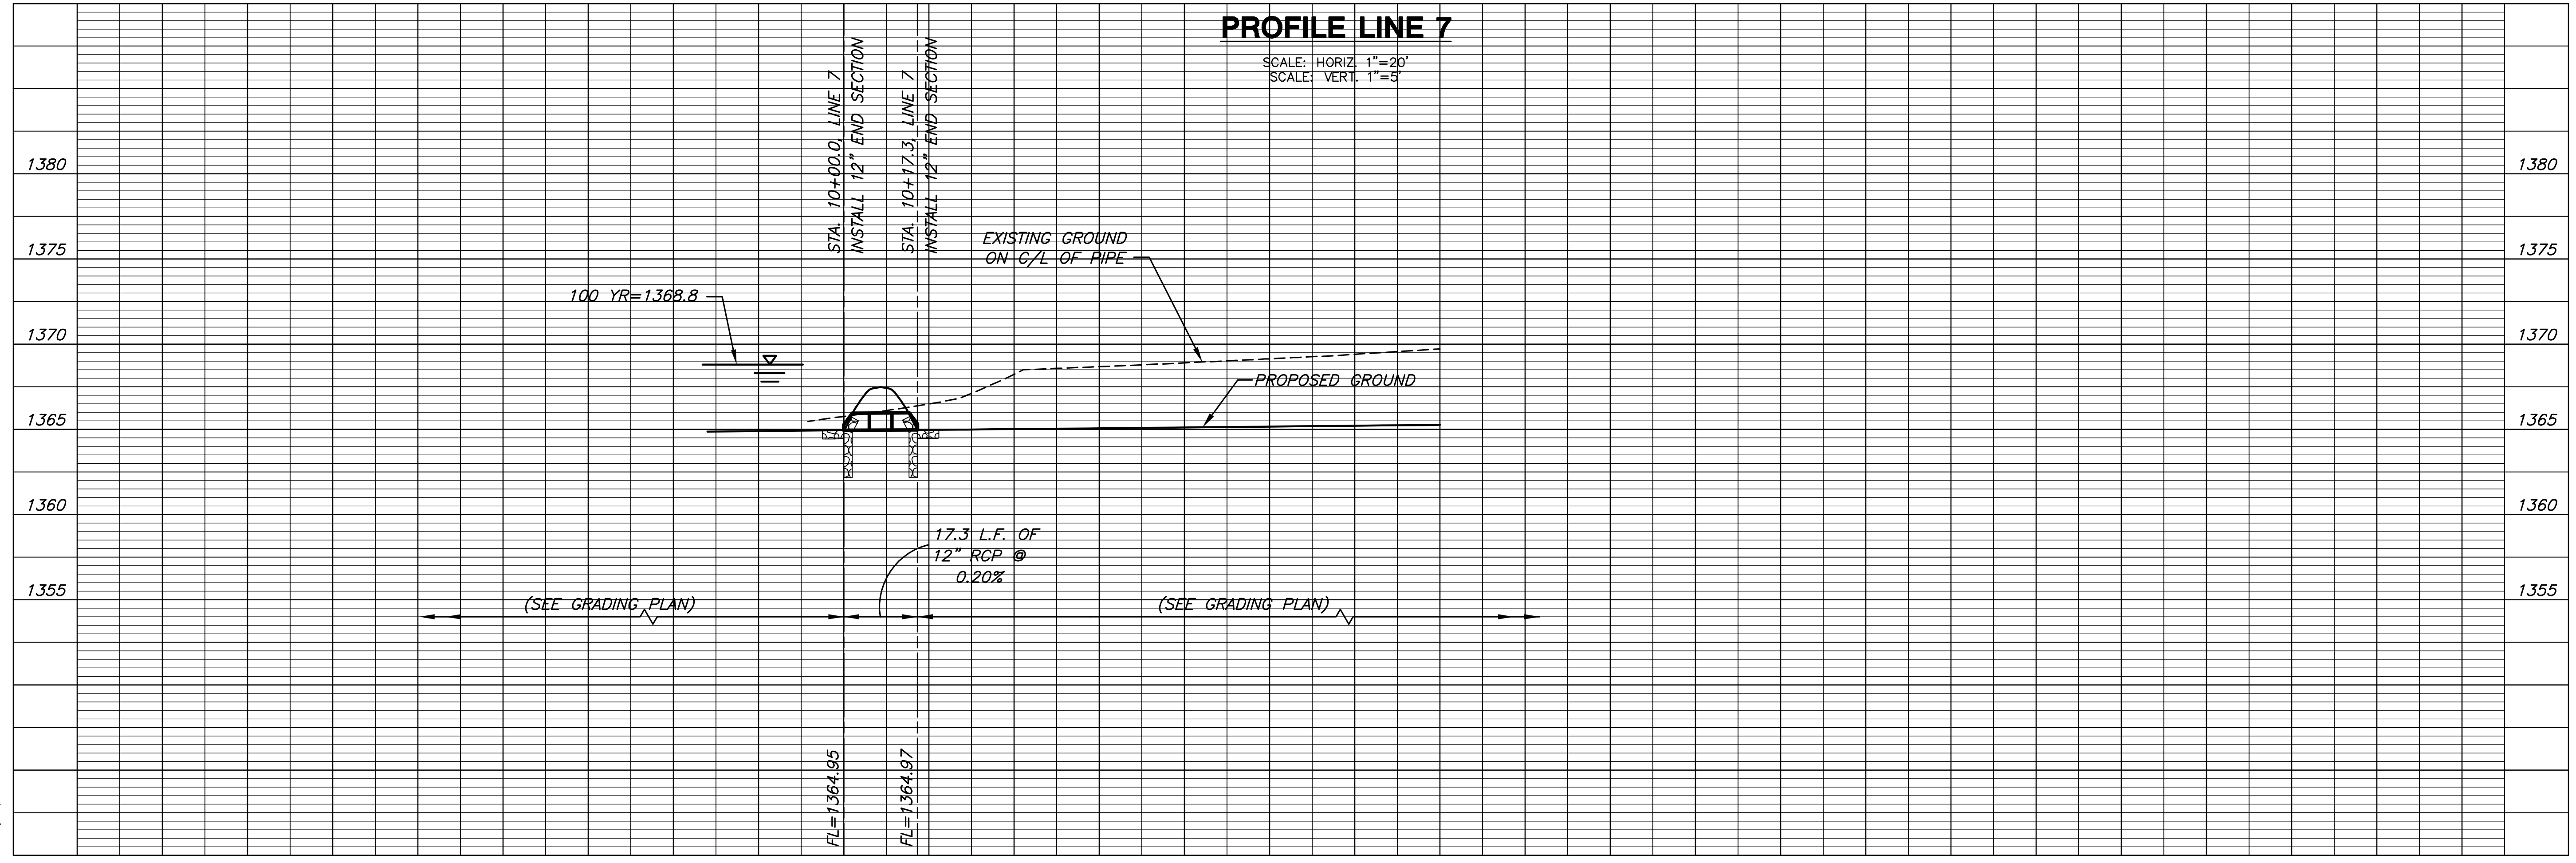 PROFILE LINE 7
SCALE: HORIZ. 1"=20'
SCALE: VERT. 1"=5'
STA. 10+00.0, LINE 7
INSTALL 12" END SECTION
STA. 10+17.3, LINE 7
INSTALL 12" END SECTION
1380
1380
1375
1375
EXISTING GROUND
ON C/L OF PIPE
100 YR=1368.8
1370
1370
PROPOSED GROUND
1365
1365
1360
1360
17.3 L.F. OF
12" RCP @
0.20%
1355
1355
(SEE GRADING PLAN)
(SEE GRADING PLAN)
FL=1364.95
FL=1364.97